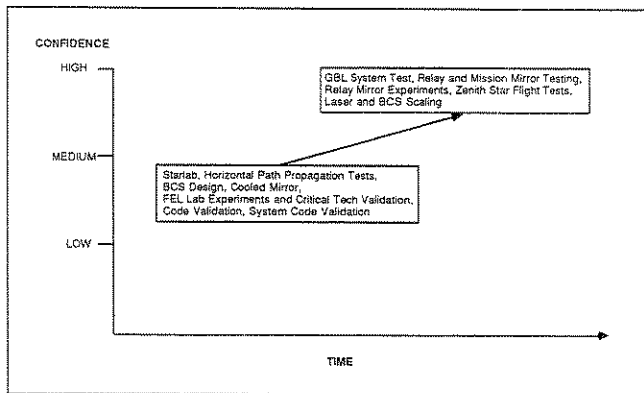 CONFIDENCE
HIGH
GBL System Test, Relay and Mission Mirror Testing,
Relay Mirror Experiments, Zenith Star Flight Tests,
Laser and BCS Scaling
MEDIUM
Starlab, Horizontal Path Propagation Tests,
BCS Design, Cooled Mirror,
FEL Lab Experiments and Critical Tech Validation,
Code Validation, System Code Validation
LOW
TIME